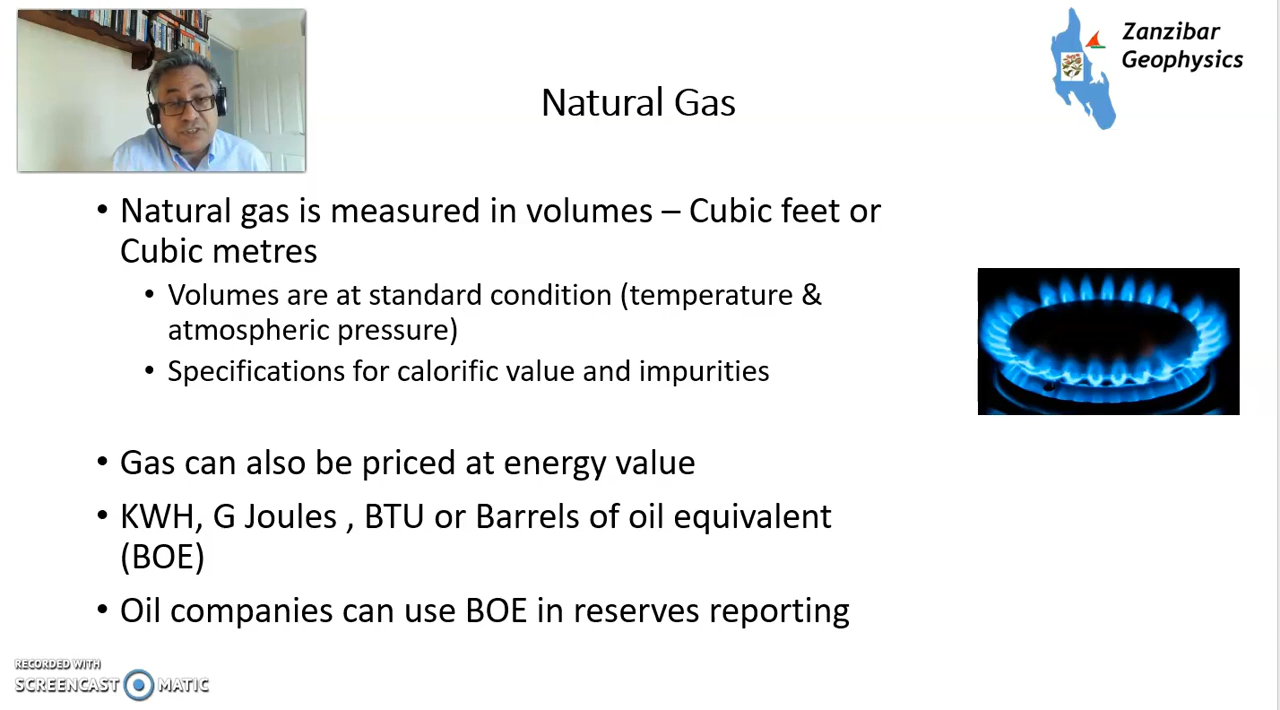 Zanzibar
Geophysics
Natural Gas
• Natural gas is measured in volumes – Cubic feet or
Cubic metres
• Volumes are at standard condition (temperature &
atmospheric pressure)
• Specifications for calorific value and impurities
• Gas can also be priced at energy value
• KWH, G Joules , BTU or Barrels of oil equivalent
(BOE)
• Oil companies can use BOE in reserves reporting
RECORDED WITH
SCREENCAST MATIC